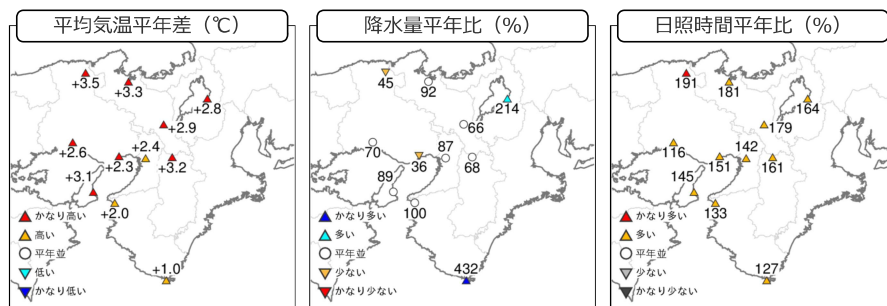 平均気温平年差（℃）
+3.5
+3.3
+2.8
+2.9
+2.6
+2.4
+2.3
+3.2
+3.1
+2.0
+1.0
かなり高い
高い
平年並
低い
かなり低い
降水量平年比（%）
45
92
214
66
70
87
36
68
89
100
432
かなり多い
多い
平年並
少ない
かなり少ない
日照時間平年比（%）
191
181
164
179
116
142
151
161
145
133
127
かなり多い
多い
平年並
少ない
かなり少ない